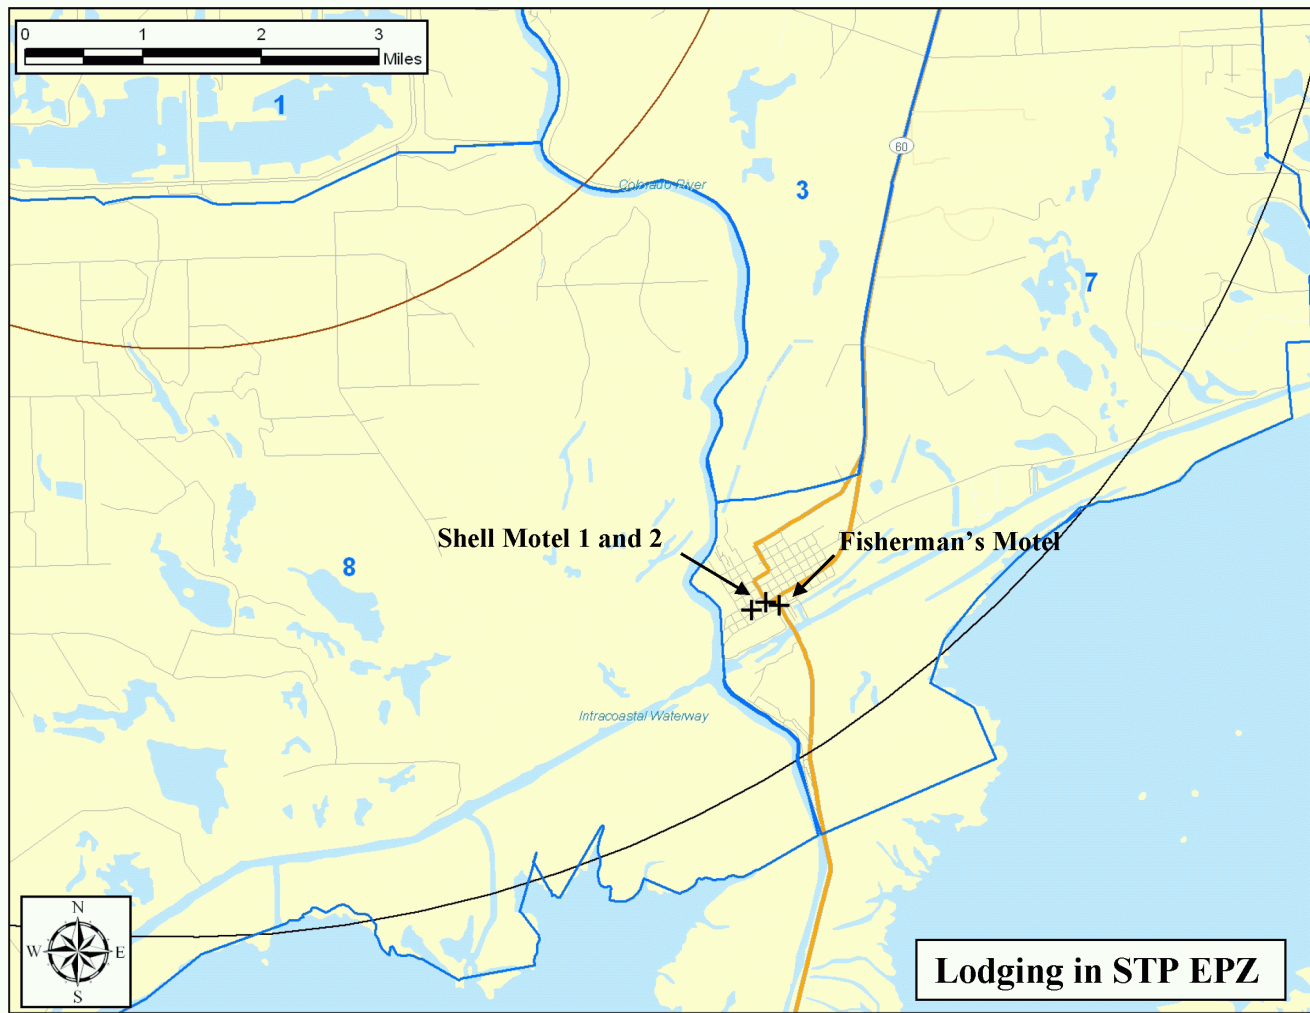 0 1 2 3
Miles
1
60
Colorado River
3
7
Shell Motel 1 and 2
Fisherman's Motel
8
Intracoastal Waterway
N
W E
S
Lodging in STP EPZ